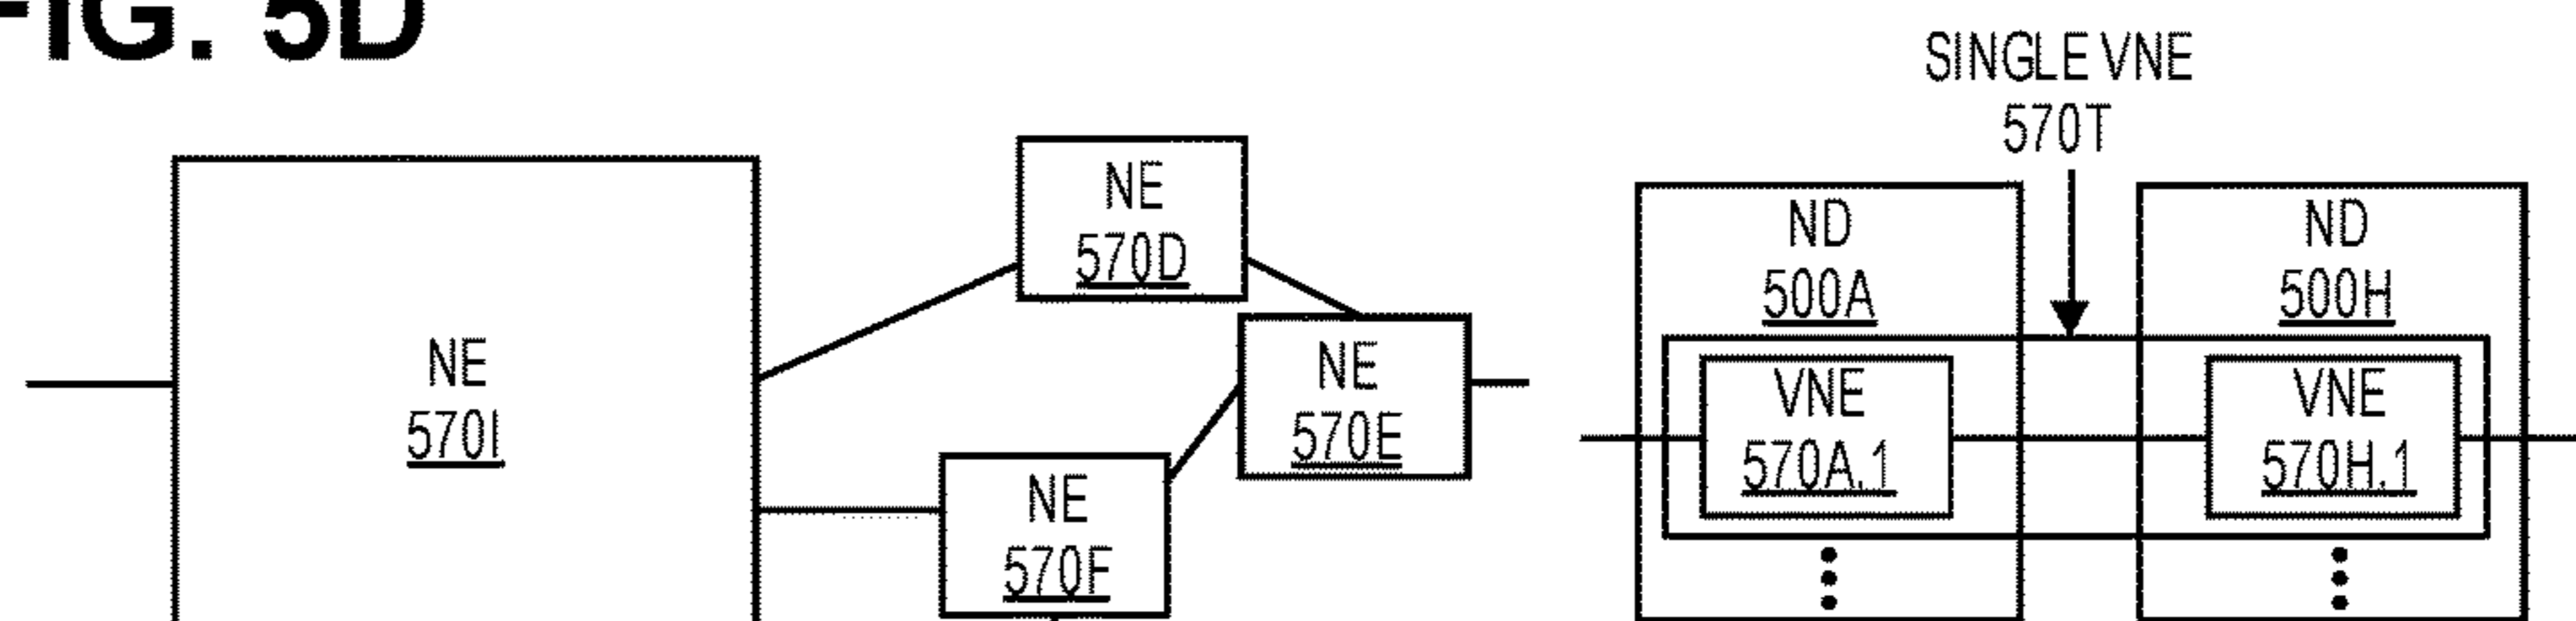 FIG. 5D
NE
570I
NE
570D
NE
570E
NE
570F
SINGLE VNE
570T
ND
500A
VNE
570A.1
ND
500H
VNE
570H.1